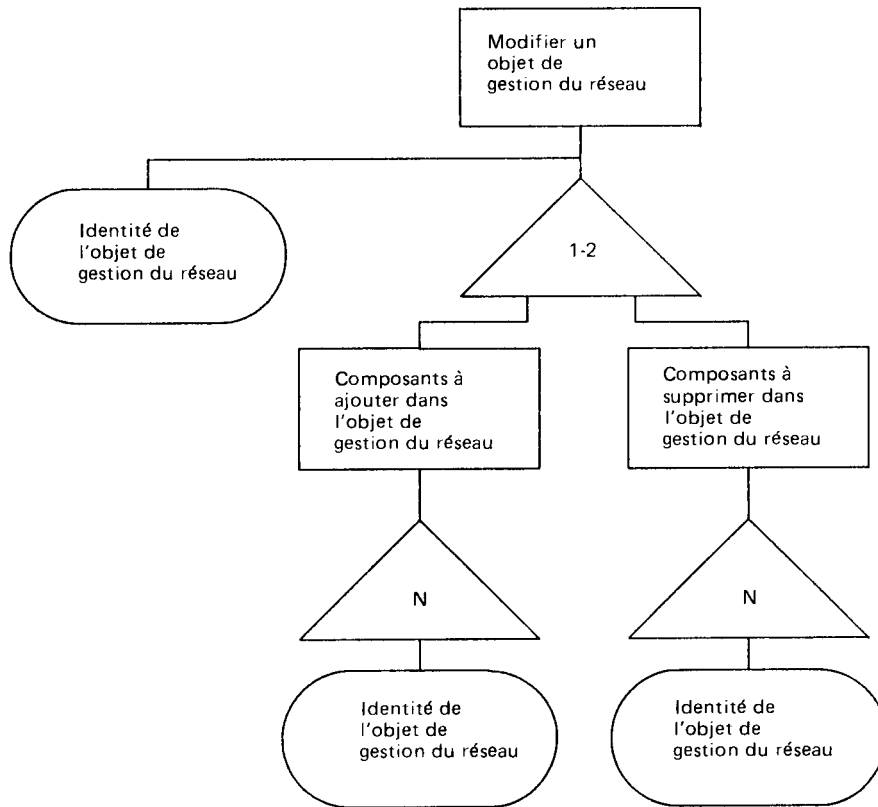 Modifier un
objet de
gestion du réseau
Identité de
l'objet de
gestion du réseau
1-2
Composants à
ajouter dans
l'objet de
gestion du réseau
Composants à
supprimer dans
l'objet de
gestion du réseau
N
N
Identité de
l'objet de
gestion du réseau
Identité de
l'objet de
gestion du réseau